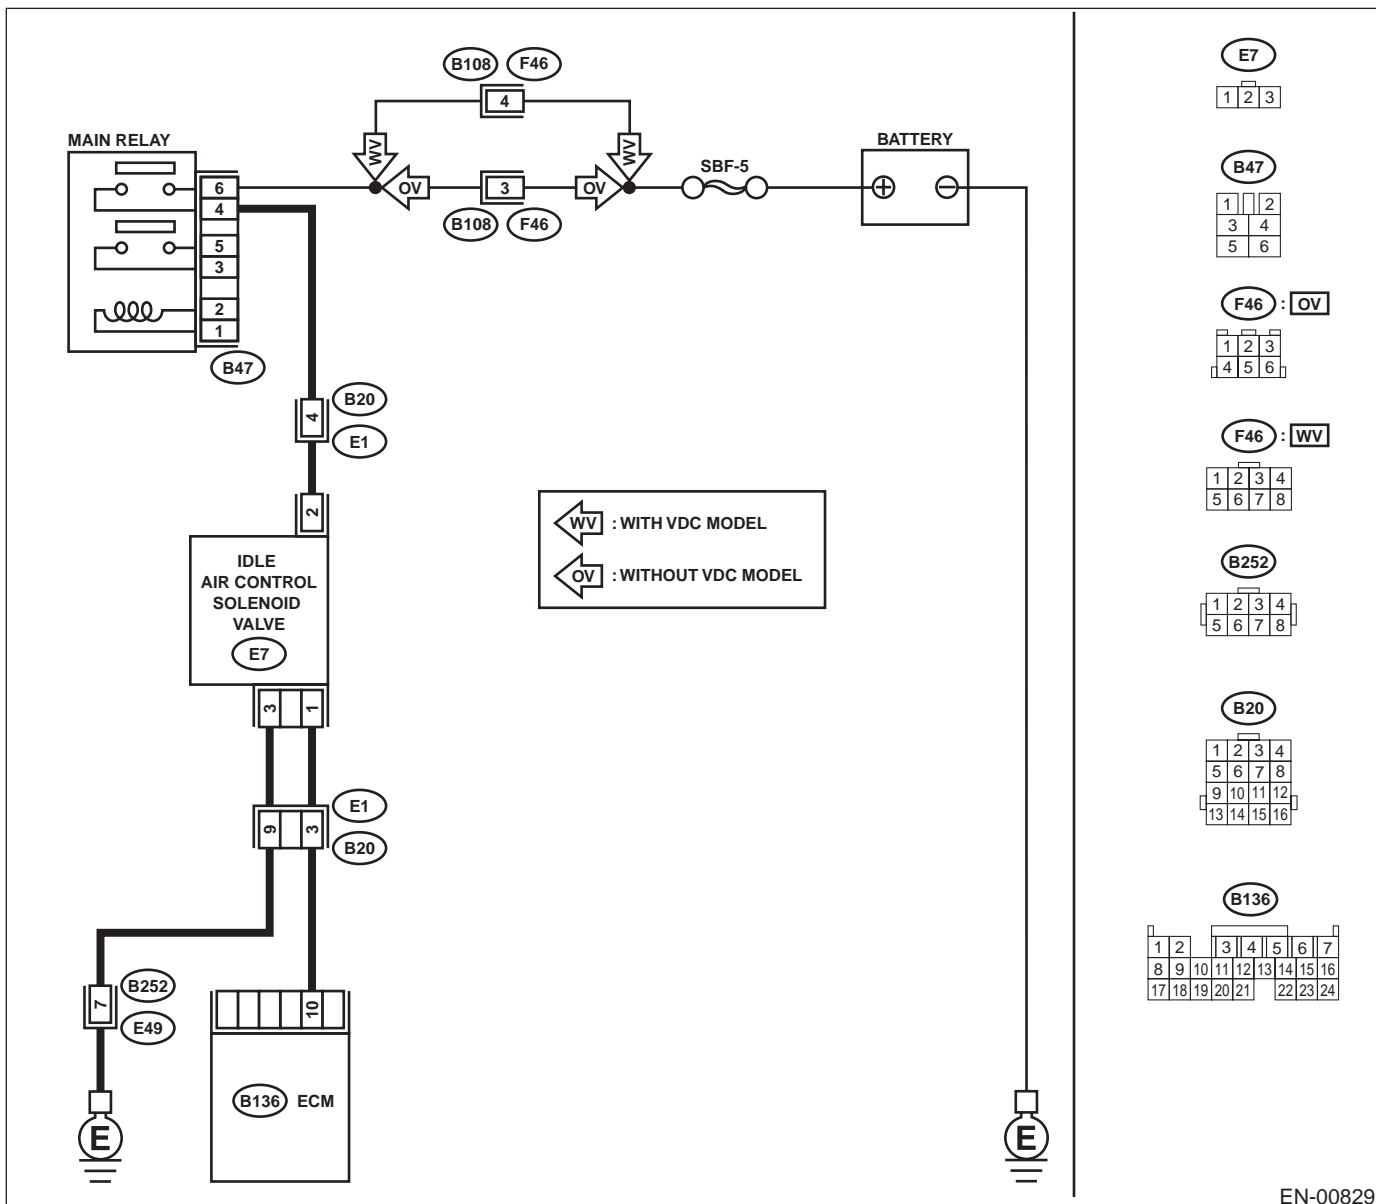 B108 F46
4
MAIN RELAY
WV WV
BATTERY
SBF-5
6
OV 3 OV
4
B108 F46
5
3
2
1
B47
4
B20
E1
2
IDLE
AIR CONTROL
SOLENOID
VALVE
E7
WV : WITH VDC MODEL
OV : WITHOUT VDC MODEL
3 1
E1
9 3
B20
B252
7
E49
10
B136 ECM
E
E
E7
1 2 3
B47
1 2
3 4
5 6
F46 : OV
1 2 3
4 5 6
F46 : WV
1 2 3 4
5 6 7 8
B252
1 2 3 4
5 6 7 8
B20
1 2 3 4
5 6 7 8
9 10 11 12
13 14 15 16
B136
1 2 3 4 5 6 7
8 9 10 11 12 13 14 15 16
17 18 19 20 21 22 23 24
EN-00829